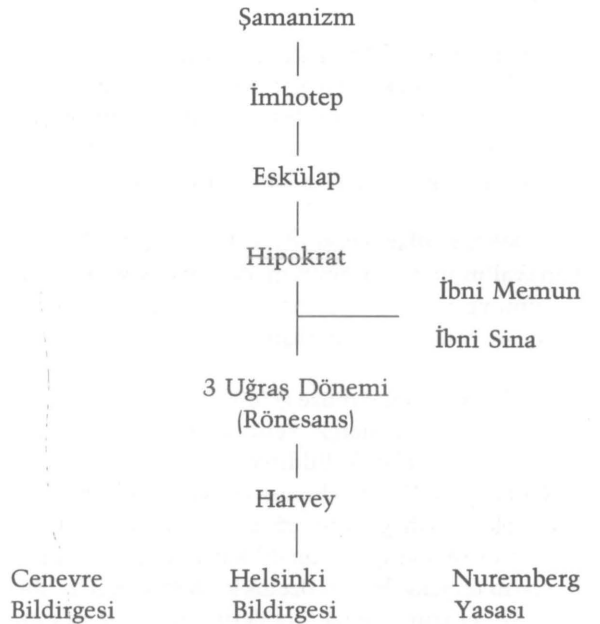 Şamanizm
İmhotep
Eskülap
Hipokrat
İbni Memun
İbni Sina
3 Uğraş Dönemi
(Rönesans)
Harvey
Cenevre Helsinki Nuremberg
Bildirgesi Bildirgesi Yasası